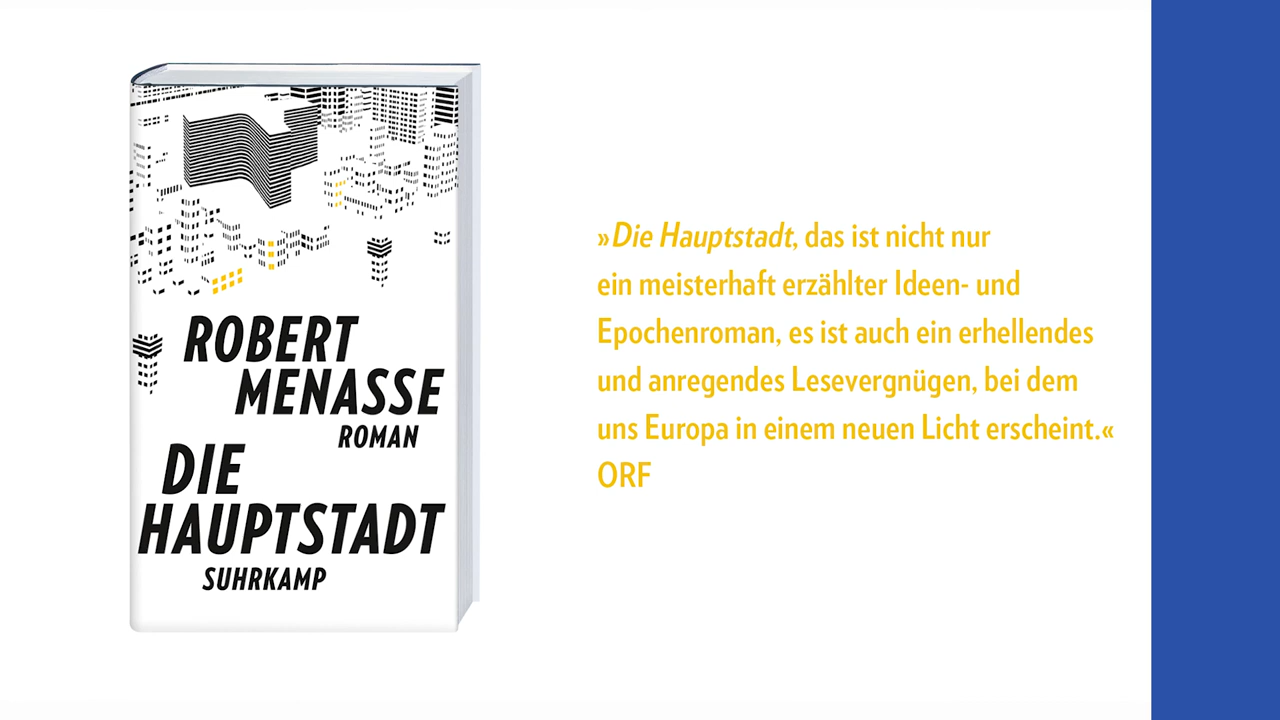 ROBERT
MENASSE
ROMAN
DIE
HAUPTSTADT
SUHRKAMP
»Die Hauptstadt, das ist nicht nur
ein meisterhaft erzählter Ideen- und
Epochenroman, es ist auch ein erhellendes
und anregendes Lesevergnügen, bei dem
uns Europa in einem neuen Licht erscheint.«
ORF